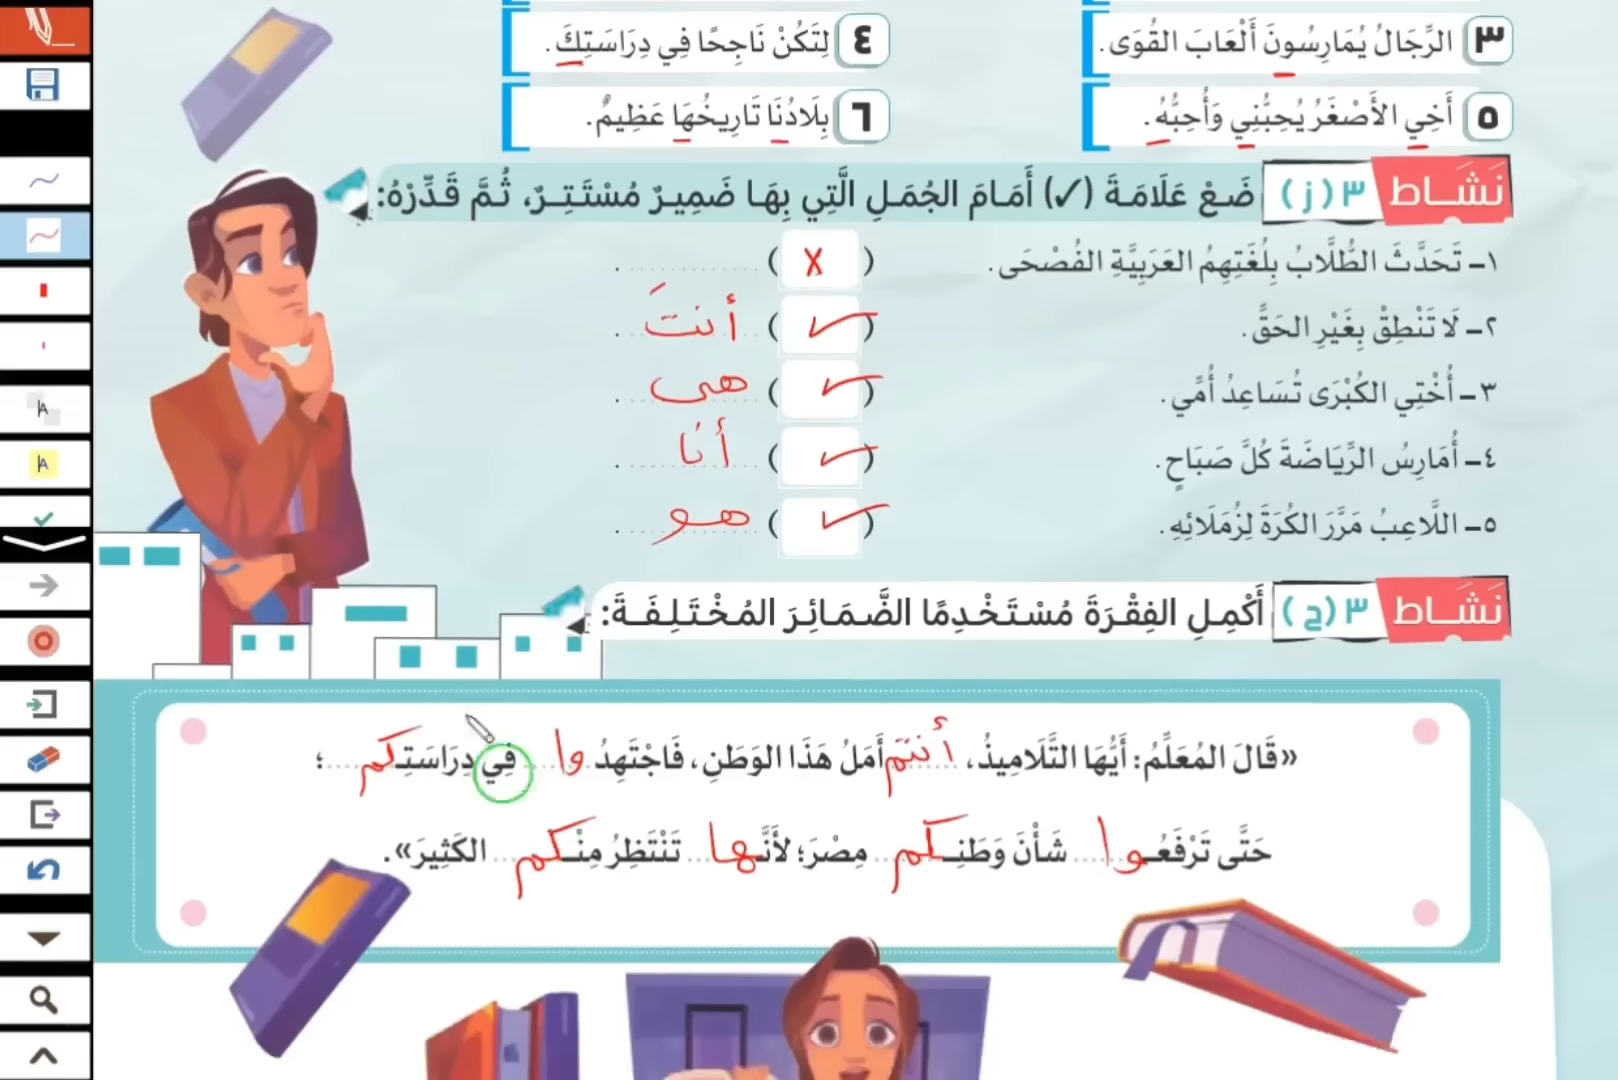 ٣ الرِّجَالُ يُمَارِسُونَ أَلْعَابَ القُوَى.
٤ لِتَكُنْ نَاجِحًا فِي دِرَاسَتِكَ.
٥ أَخِي الأَصْغَرُ يُحِبُّنِي وَأُحِبُّهُ.
٦ بِلَادُنَا تَارِيخُهَا عَظِيمٌ.
نَشَاط ٣ (ز) ضَعْ عَلَامَةَ (✓) أَمَامَ الجُمَلِ الَّتِي بِهَا ضَمِيرٌ مُسْتَتِرٌ، ثُمَّ قَدِّرْهُ:
١- تَحَدَّثَ الطُّلَّابُ بِلُغَتِهِمُ العَرَبِيَّةِ الفُصْحَى. ( X ) ............
٢- لَا تَنْطِقْ بِغَيْرِ الحَقِّ. ( ✓ ) أنتَ
٣- أُخْتِي الكُبْرَى تُسَاعِدُ أُمِّي. ( ✓ ) هى
٤- أُمَارِسُ الرِّيَاضَةَ كُلَّ صَبَاحٍ. ( ✓ ) أنا
٥- اللَّاعِبُ مَرَّرَ الكُرَةَ لِزُمَلَائِهِ. ( ✓ ) هو
نَشَاط ٣ (ح) أَكْمِلِ الفِقْرَةَ مُسْتَخْدِمًا الضَّمَائِرَ المُخْتَلِفَةَ:
«قَالَ المُعَلِّمُ: أَيُّهَا التَّلَامِيذُ، أنتم أَمَلُ هَذَا الوَطَنِ، فَاجْتَهِدُوا فِي دِرَاسَتِكم؛
حَتَّى تَرْفَعُوا شَأْنَ وَطَنِكم مِصْرَ؛ لأَنَّها تَنْتَظِرُ مِنْكم الكَثِيرَ».